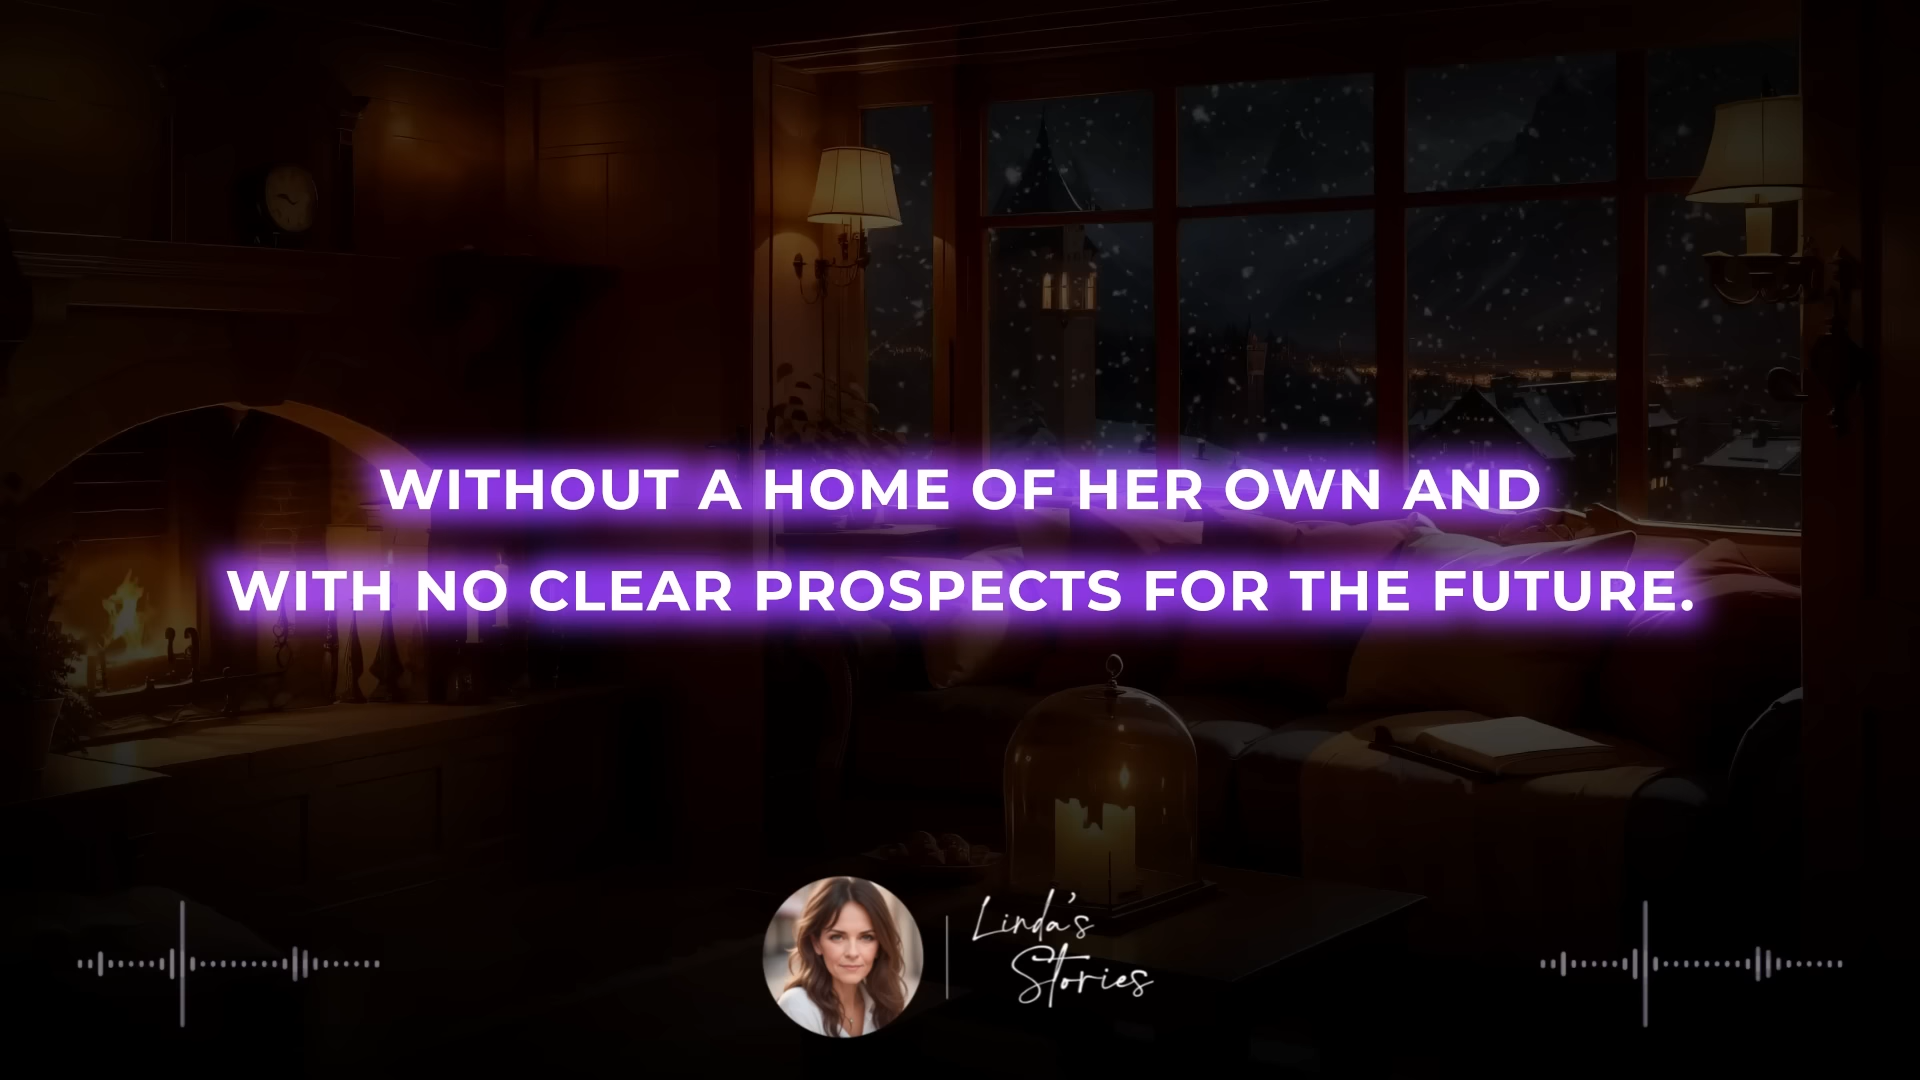 WITHOUT A HOME OF HER OWN AND
WITH NO CLEAR PROSPECTS FOR THE FUTURE.
Linda's
Stories